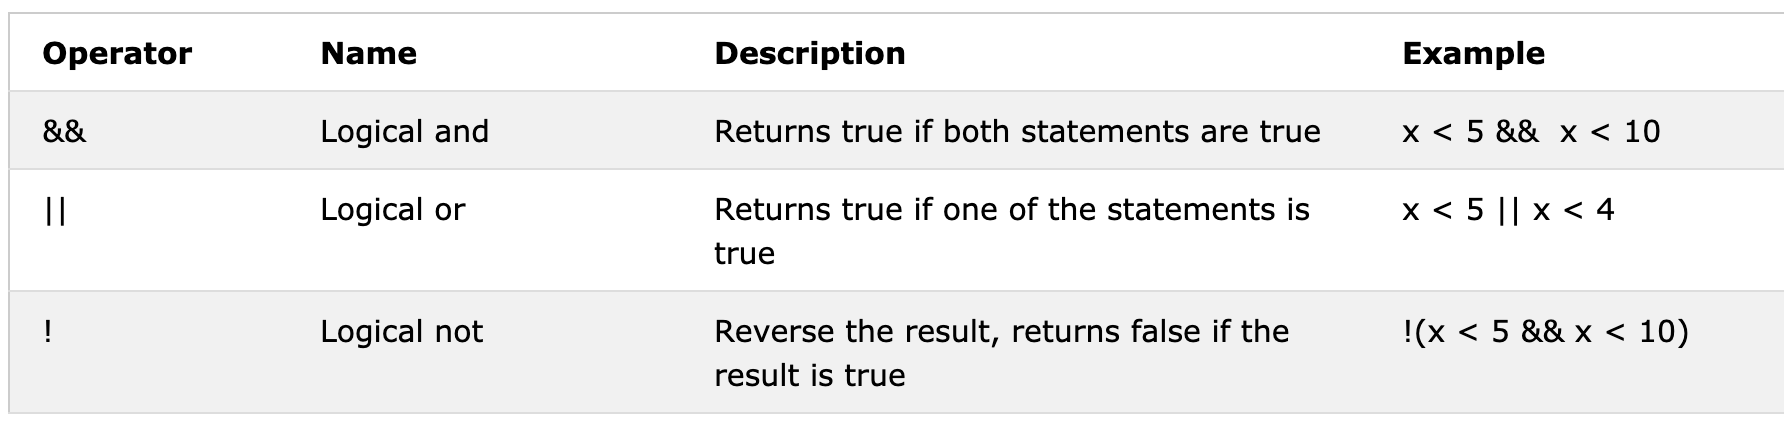 Operator Name Description Example
&& Logical and Returns true if both statements are true x < 5 &&  x < 10
|| Logical or Returns true if one of the statements is x < 5 || x < 4
true
! Logical not Reverse the result, returns false if the !(x < 5 && x < 10)
result is true